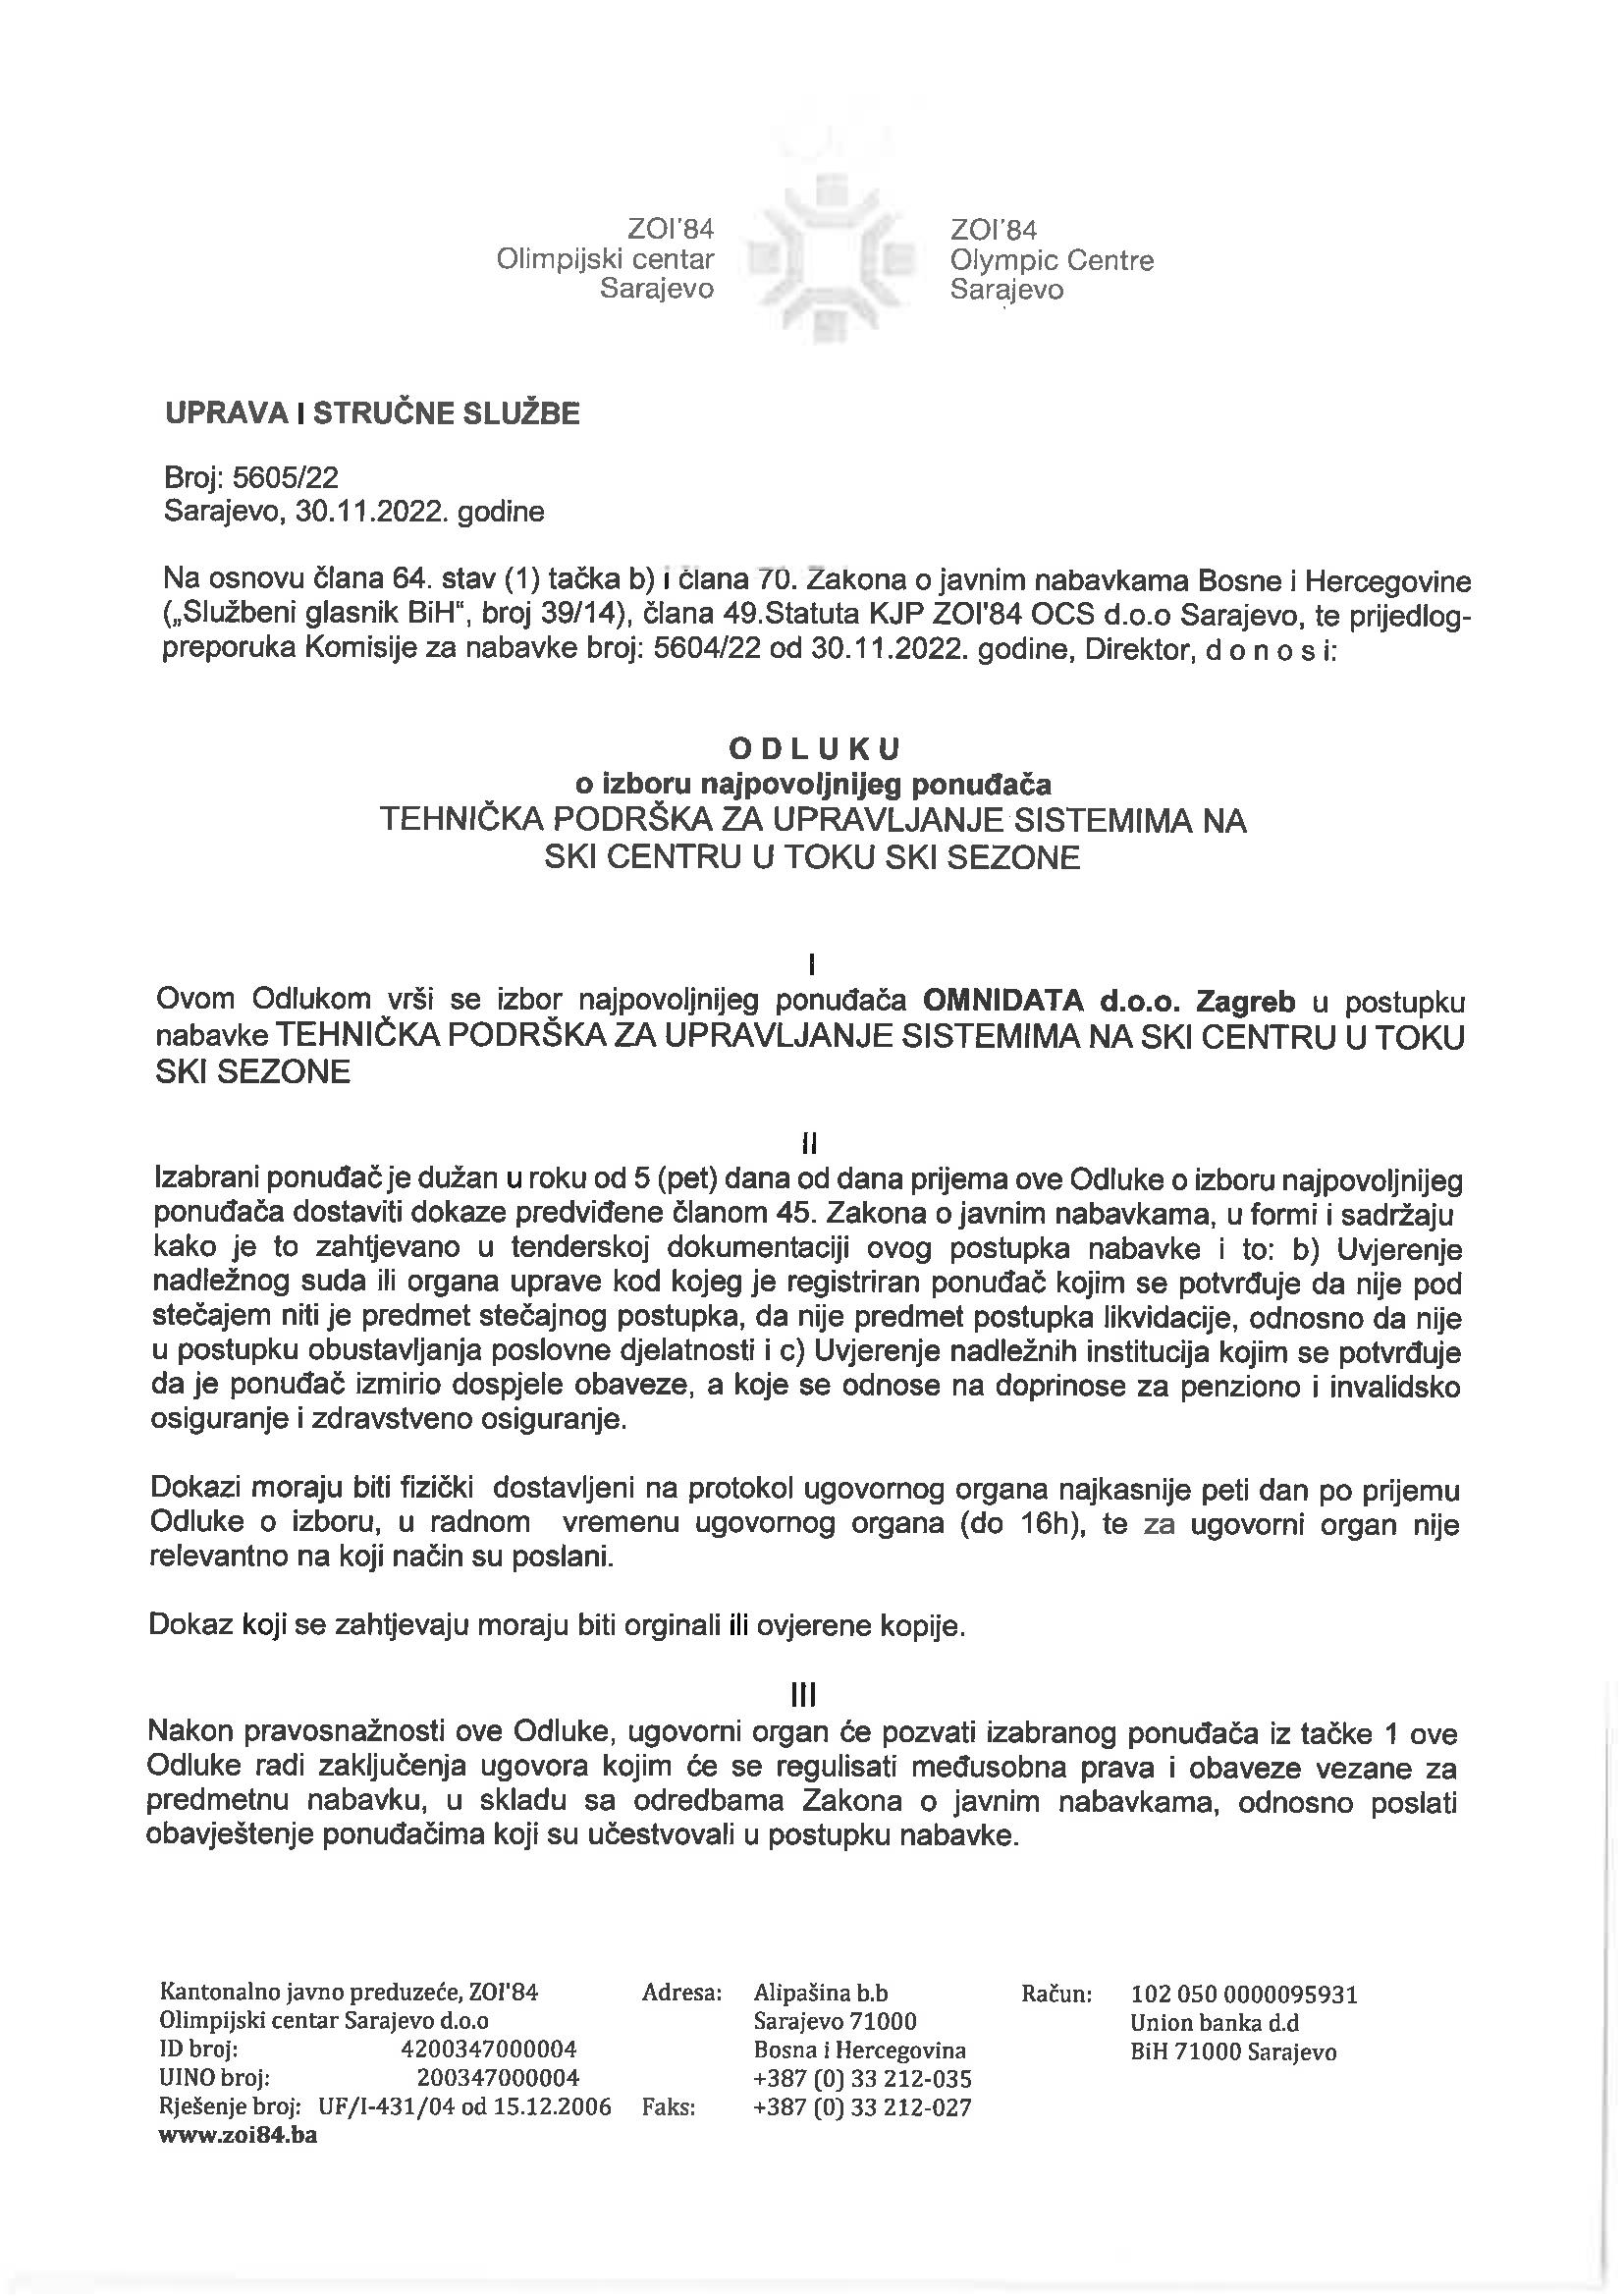 ZOI'84
Olimpijski centar
Sarajevo
ZOI'84
Olympic Centre
Sarajevo
UPRAVA I STRUČNE SLUŽBE
Broj: 5605/22
Sarajevo, 30.11.2022. godine
Na osnovu člana 64. stav (1) tačka b) i člana 70. Zakona o javnim nabavkama Bosne i Hercegovine
(„Službeni glasnik BiH“, broj 39/14), člana 49.Statuta KJP ZOI'84 OCS d.o.o Sarajevo, te prijedlog-
preporuka Komisije za nabavke broj: 5604/22 od 30.11.2022. godine, Direktor, d o n o s i:
O D L U K U
o izboru najpovoljnijeg ponuđača
TEHNIČKA PODRŠKA ZA UPRAVLJANJE SISTEMIMA NA
SKI CENTRU U TOKU SKI SEZONE
I
Ovom Odlukom vrši se izbor najpovoljnijeg ponuđača OMNIDATA d.o.o. Zagreb u postupku
nabavke TEHNIČKA PODRŠKA ZA UPRAVLJANJE SISTEMIMA NA SKI CENTRU U TOKU
SKI SEZONE
II
Izabrani ponuđač je dužan u roku od 5 (pet) dana od dana prijema ove Odluke o izboru najpovoljnijeg
ponuđača dostaviti dokaze predviđene članom 45. Zakona o javnim nabavkama, u formi i sadržaju
kako je to zahtjevano u tenderskoj dokumentaciji ovog postupka nabavke i to: b) Uvjerenje
nadležnog suda ili organa uprave kod kojeg je registriran ponuđač kojim se potvrđuje da nije pod
stečajem niti je predmet stečajnog postupka, da nije predmet postupka likvidacije, odnosno da nije
u postupku obustavljanja poslovne djelatnosti i c) Uvjerenje nadležnih institucija kojim se potvrđuje
da je ponuđač izmirio dospjele obaveze, a koje se odnose na doprinose za penziono i invalidsko
osiguranje i zdravstveno osiguranje.
Dokazi moraju biti fizički dostavljeni na protokol ugovornog organa najkasnije peti dan po prijemu
Odluke o izboru, u radnom vremenu ugovornog organa (do 16h), te za ugovorni organ nije
relevantno na koji način su poslani.
Dokaz koji se zahtjevaju moraju biti orginali ili ovjerene kopije.
III
Nakon pravosnažnosti ove Odluke, ugovorni organ će pozvati izabranog ponuđača iz tačke 1 ove
Odluke radi zaključenja ugovora kojim će se regulisati međusobna prava i obaveze vezane za
predmetnu nabavku, u skladu sa odredbama Zakona o javnim nabavkama, odnosno poslati
obavještenje ponuđačima koji su učestvovali u postupku nabavke.
Kantonalno javno preduzeće, ZOI'84 Adresa: Alipašina b.b Račun: 102 050 0000095931
Olimpijski centar Sarajevo d.o.o Sarajevo 71000 Union banka d.d
ID broj: 4200347000004 Bosna i Hercegovina BiH 71000 Sarajevo
UINO broj: 200347000004 +387 (0) 33 212-035
Rješenje broj: UF/I-431/04 od 15.12.2006 Faks: +387 (0) 33 212-027
www.zoi84.ba